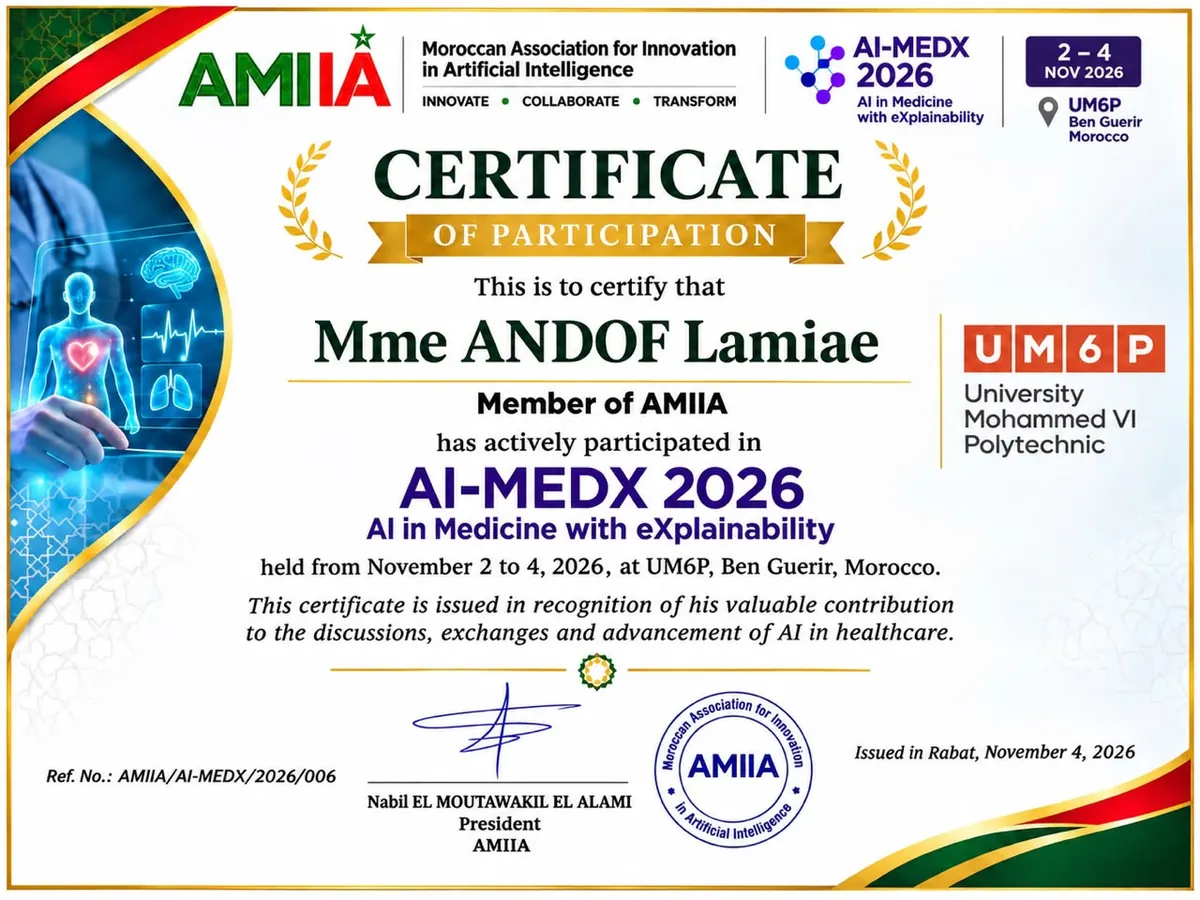 AMIIA
Moroccan Association for Innovation
in Artificial Intelligence
INNOVATE • COLLABORATE • TRANSFORM
AI-MEDX
2026
AI in Medicine
with eXplainability
2 – 4
NOV 2026
UM6P
Ben Guerir
Morocco
CERTIFICATE
OF PARTICIPATION
This is to certify that
Mme ANDOF Lamiae
Member of AMIIA
has actively participated in
AI-MEDX 2026
AI in Medicine with eXplainability
held from November 2 to 4, 2026, at UM6P, Ben Guerir, Morocco.
This certificate is issued in recognition of his valuable contribution
to the discussions, exchanges and advancement of AI in healthcare.
UM6P
University
Mohammed VI
Polytechnic
Ref. No.: AMIIA/AI-MEDX/2026/006
Nabil EL MOUTAWAKIL EL ALAMI
President
AMIIA
Moroccan Association for Innovation
AMIIA
in Artificial Intelligence
Issued in Rabat, November 4, 2026